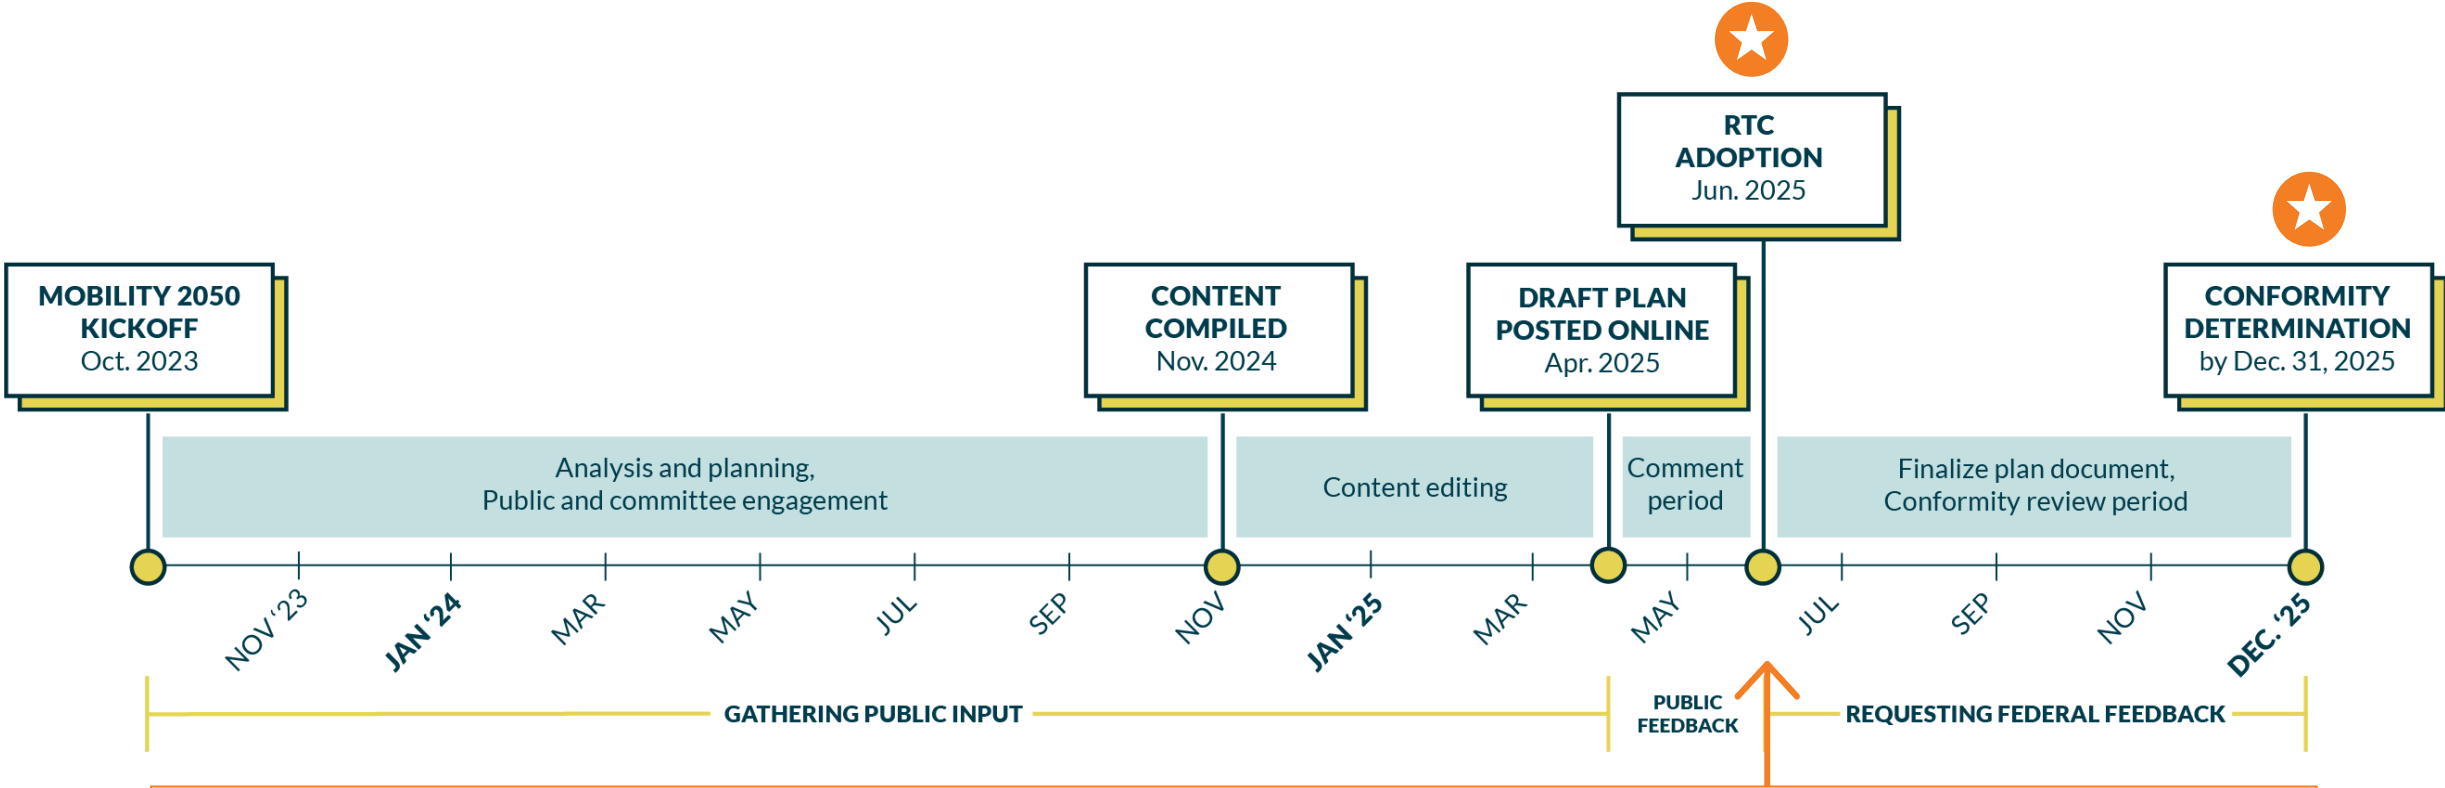 RTC
ADOPTION
Jun. 2025
MOBILITY 2050
KICKOFF
Oct. 2023
CONTENT
COMPILED
Nov. 2024
DRAFT PLAN
POSTED ONLINE
Apr. 2025
CONFORMITY
DETERMINATION
by Dec. 31, 2025
Analysis and planning,
Public and committee engagement
Content editing
Comment
period
Finalize plan document,
Conformity review period
NOV ‘23
JAN ‘24
MAR
MAY
JUL
SEP
NOV
JAN ‘25
MAR
MAY
JUL
SEP
NOV
DEC. ‘25
GATHERING PUBLIC INPUT
PUBLIC
FEEDBACK
REQUESTING FEDERAL FEEDBACK